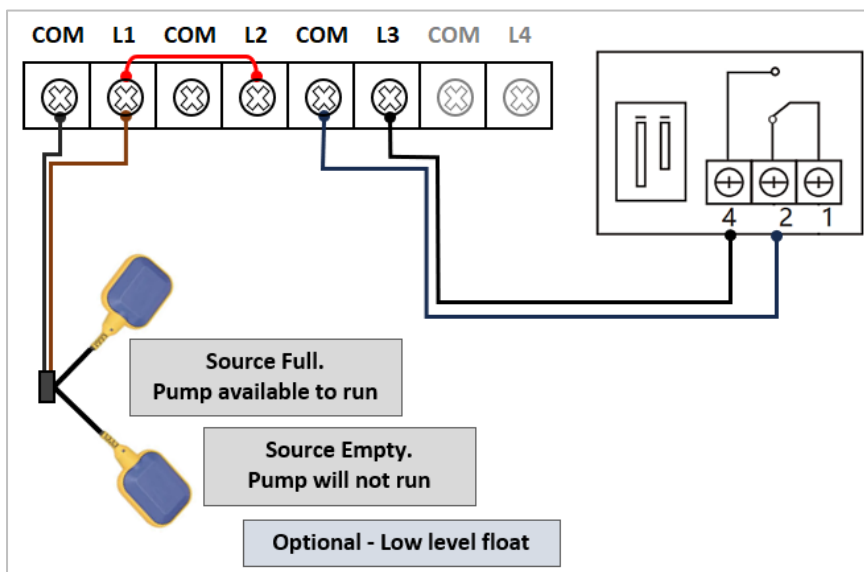 COM L1 COM L2 COM L3 COM L4
4 2 1
Source Full.
Pump available to run
Source Empty.
Pump will not run
Optional - Low level float